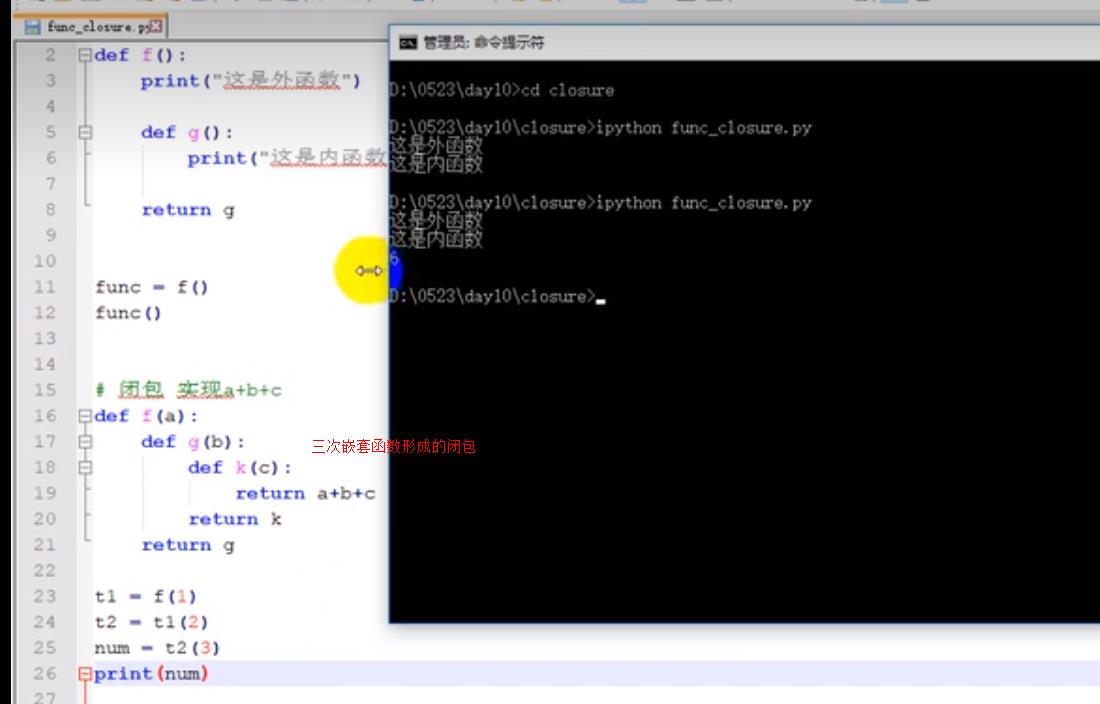 func_closure.py
管理员: 命令提示符
2 def f():
3 print("这是外函数")
4
5 def g():
6 print("这是内函数
7
8 return g
9
10
11 func = f()
12 func()
13
14
15 # 闭包 实现a+b+c
16 def f(a):
17 def g(b):
18 def k(c):
19 return a+b+c
20 return k
21 return g
22
23 t1 = f(1)
24 t2 = t1(2)
25 num = t2(3)
26 print(num)
27
三次嵌套函数形成的闭包
D:\0523\day10>cd closure
D:\0523\day10\closure>ipython func_closure.py
这是外函数
这是内函数
D:\0523\day10\closure>ipython func_closure.py
这是外函数
这是内函数
6
D:\0523\day10\closure>